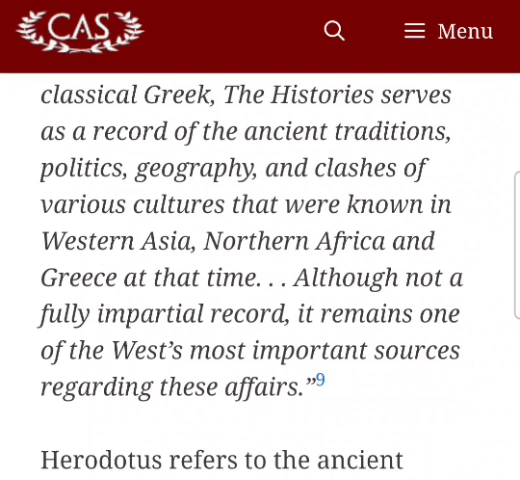 CAS
Menu
classical Greek, The Histories serves
as a record of the ancient traditions,
politics, geography, and clashes of
various cultures that were known in
Western Asia, Northern Africa and
Greece at that time. . . Although not a
fully impartial record, it remains one
of the West’s most important sources
regarding these affairs.”9
Herodotus refers to the ancient